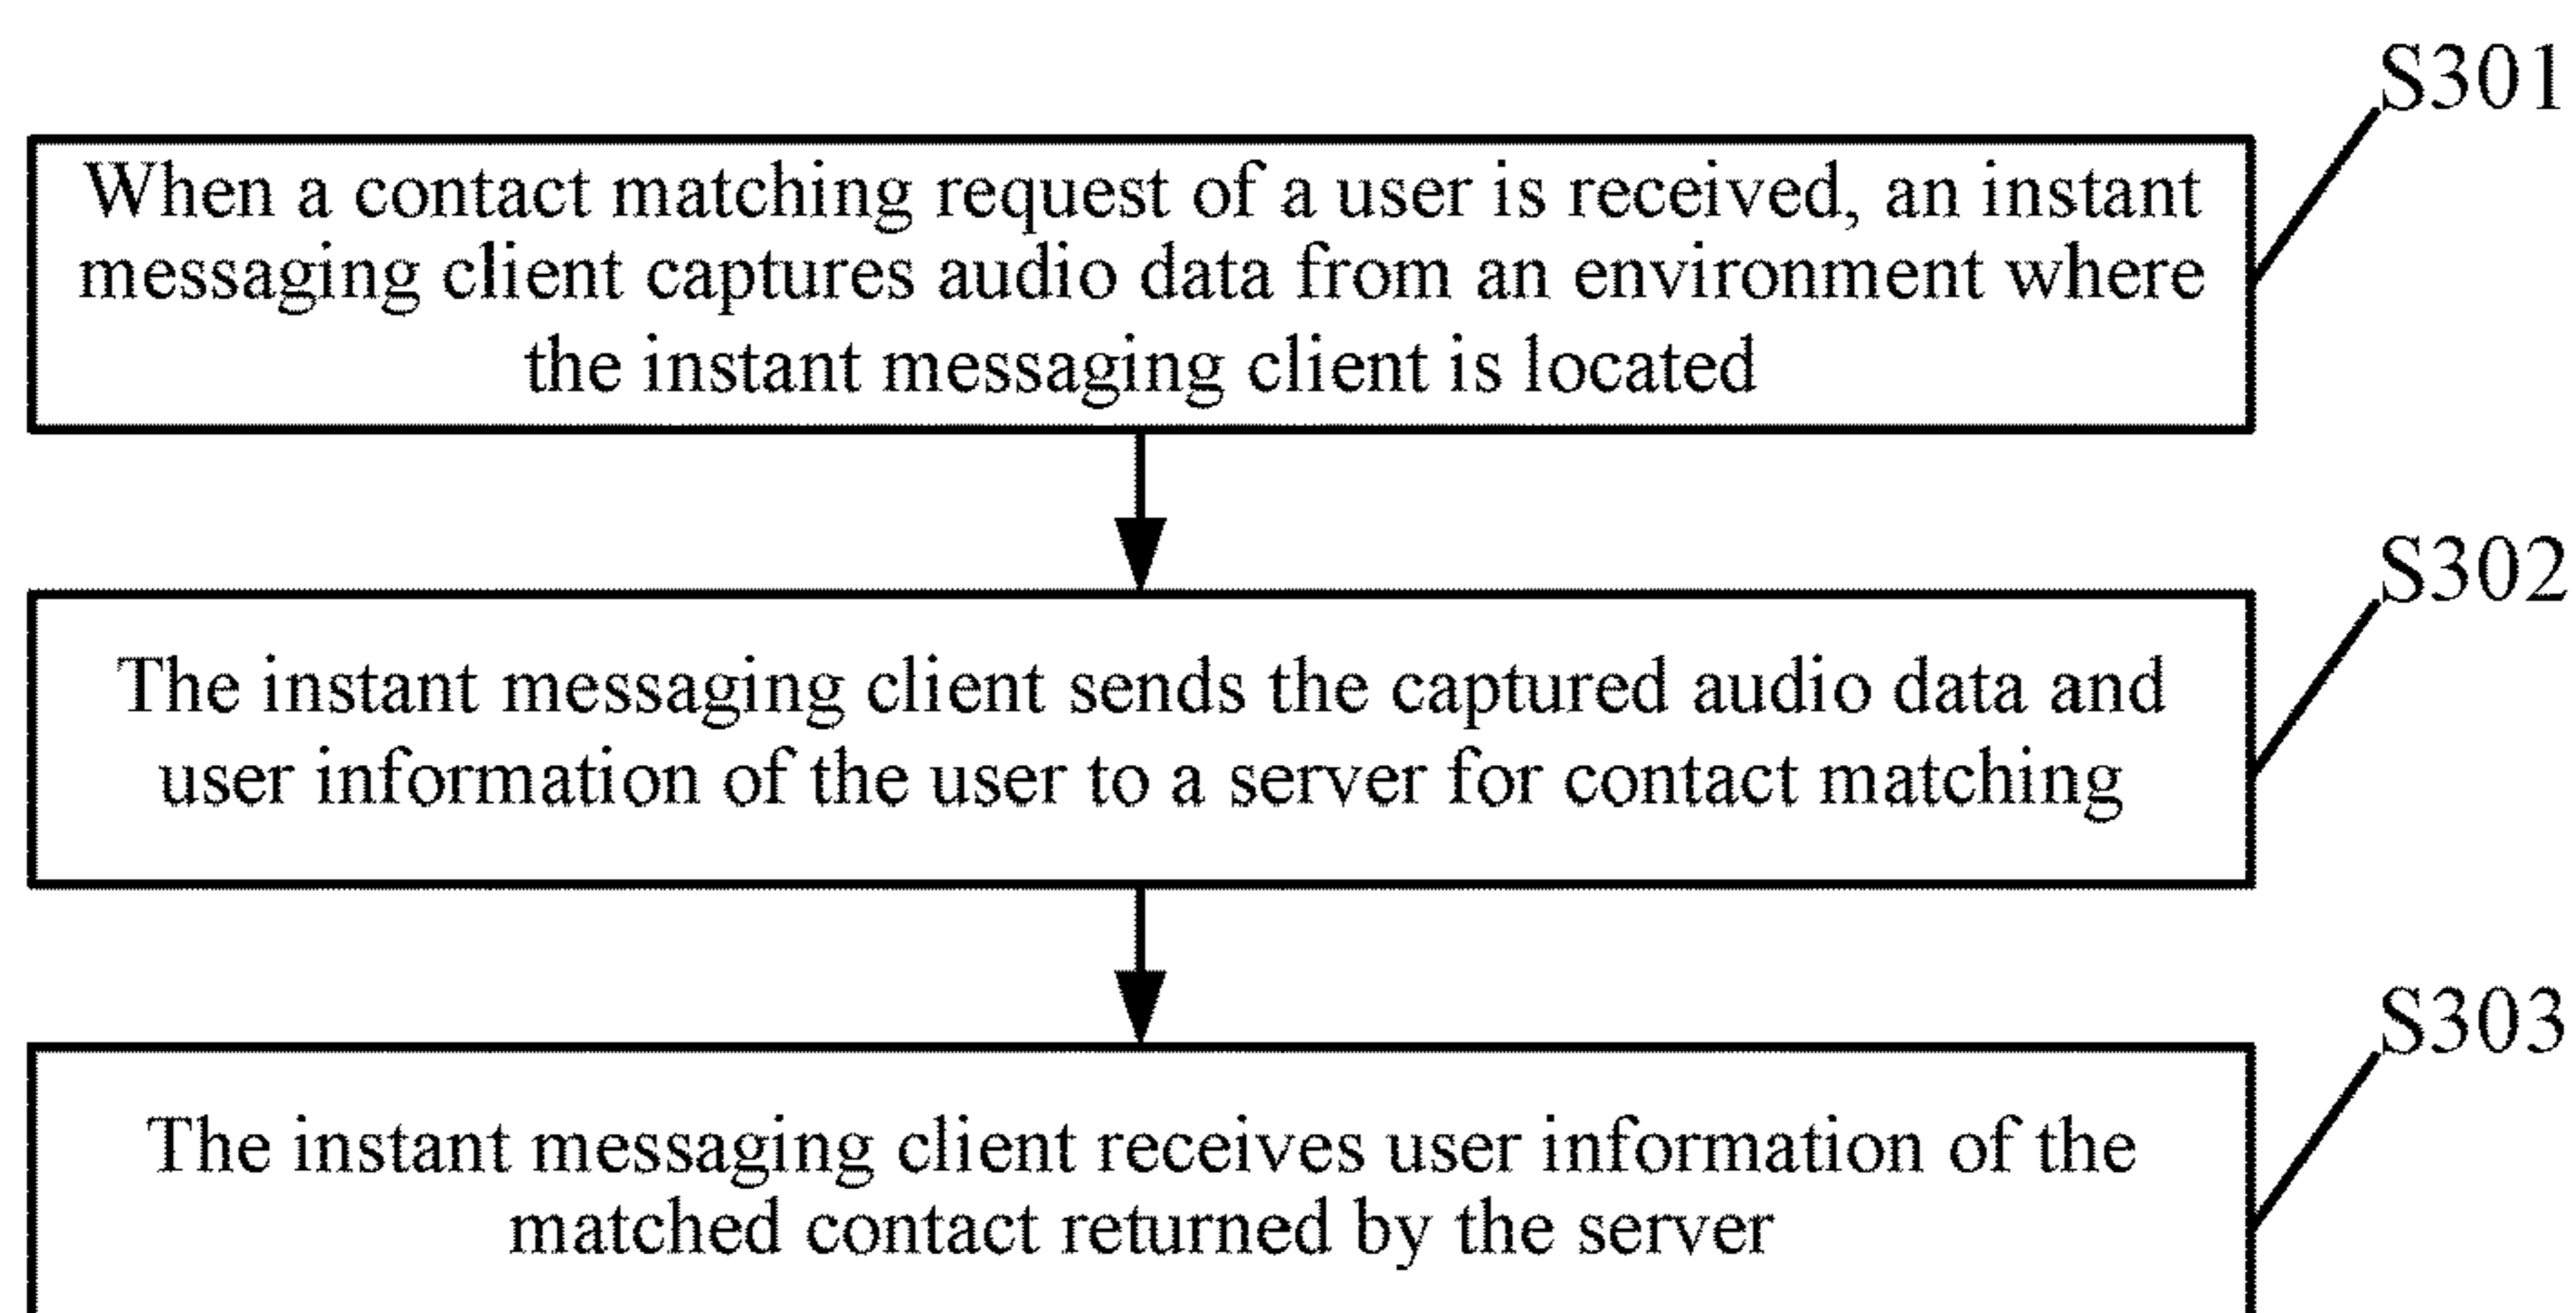 S301
When a contact matching request of a user is received, an instant
messaging client captures audio data from an environment where
the instant messaging client is located
S302
The instant messaging client sends the captured audio data and
user information of the user to a server for contact matching
S303
The instant messaging client receives user information of the
matched contact returned by the server